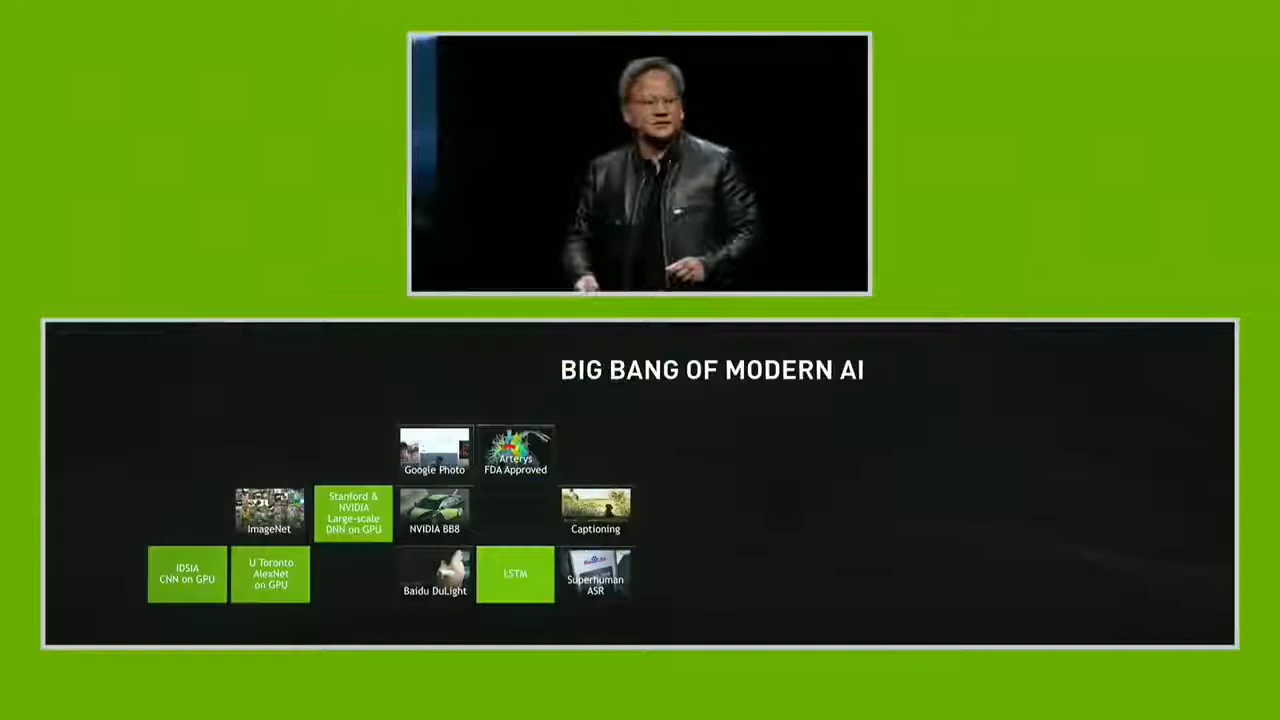 BIG BANG OF MODERN AI
Google Photo
Arterys
FDA Approved
ImageNet
Stanford &
NVIDIA
Large-scale
DNN on GPU
NVIDIA BB8
Captioning
IDSIA
CNN on GPU
U Toronto
AlexNet
on GPU
Baidu DuLight
LSTM
Superhuman
ASR